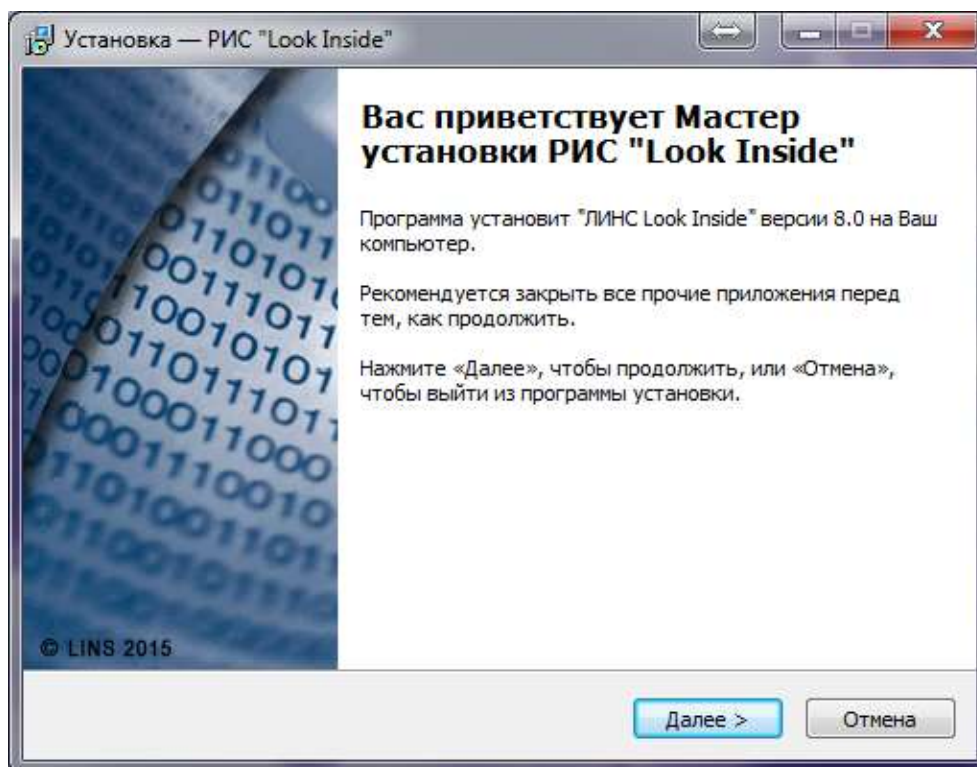 Установка — РИС "Look Inside"
Вас приветствует Мастер
установки РИС "Look Inside"
Программа установит "ЛИНС Look Inside" версии 8.0 на Ваш
компьютер.
Рекомендуется закрыть все прочие приложения перед
тем, как продолжить.
Нажмите «Далее», чтобы продолжить, или «Отмена»,
чтобы выйти из программы установки.
© LINS 2015
Далее >
Отмена